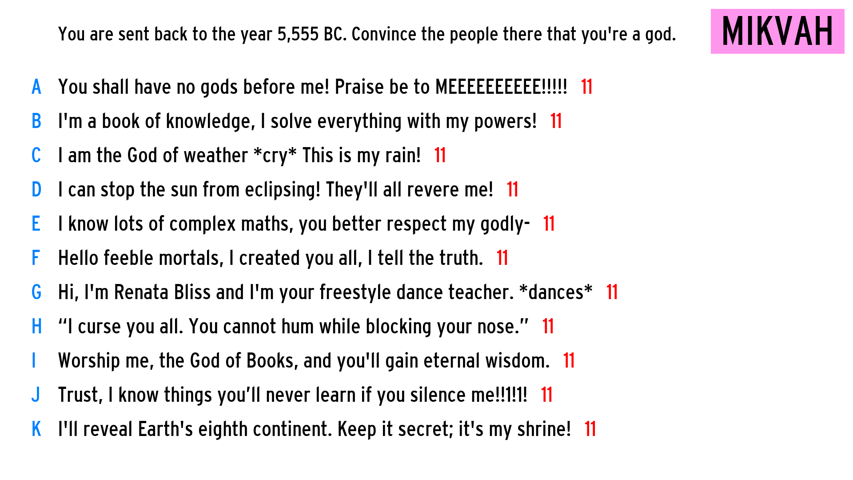 You are sent back to the year 5,555 BC. Convince the people there that you're a god.
MIKVAH
A You shall have no gods before me! Praise be to MEEEEEEEEEE!!!!! 11
B I'm a book of knowledge, I solve everything with my powers! 11
C I am the God of weather *cry* This is my rain! 11
D I can stop the sun from eclipsing! They'll all revere me! 11
E I know lots of complex maths, you better respect my godly- 11
F Hello feeble mortals, I created you all, I tell the truth. 11
G Hi, I'm Renata Bliss and I'm your freestyle dance teacher. *dances* 11
H “I curse you all. You cannot hum while blocking your nose.” 11
I Worship me, the God of Books, and you'll gain eternal wisdom. 11
J Trust, I know things you’ll never learn if you silence me!!1!1! 11
K I'll reveal Earth's eighth continent. Keep it secret; it's my shrine! 11